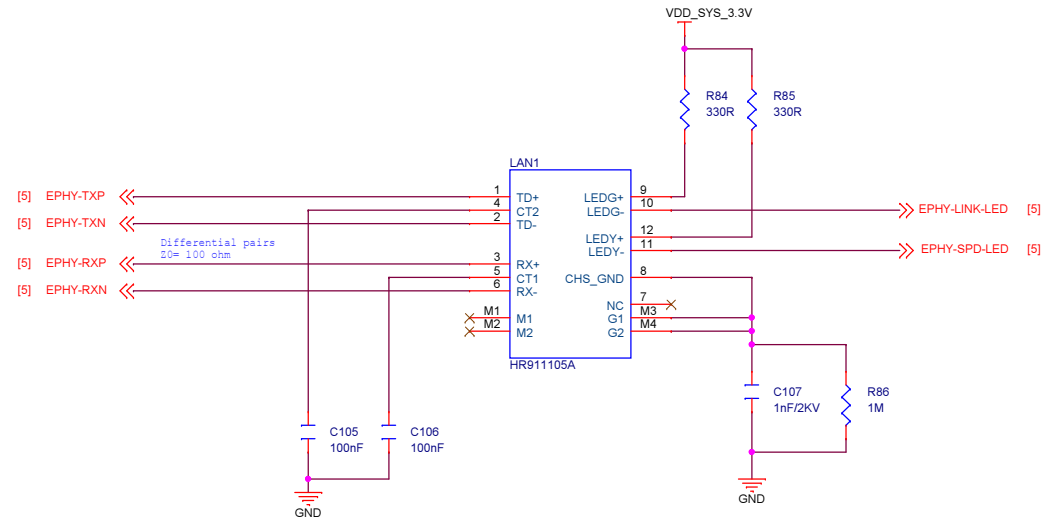 VDD_SYS_3.3V
R84
330R
R85
330R
LAN1
[5] EPHY-TXP
1 TD+
4 CT2
[5] EPHY-TXN
2 TD-
Differential pairs
Z0= 100 ohm
[5] EPHY-RXP
3 RX+
5 CT1
[5] EPHY-RXN
6 RX-
M1 M1
M2 M2
LEDG+ 9
LEDG- 10
EPHY-LINK-LED [5]
LEDY+ 12
LEDY- 11
EPHY-SPD-LED [5]
CHS_GND 8
NC 7
G1 M3
G2 M4
HR911105A
C105
100nF
C106
100nF
GND
C107
1nF/2KV
R86
1M
GND